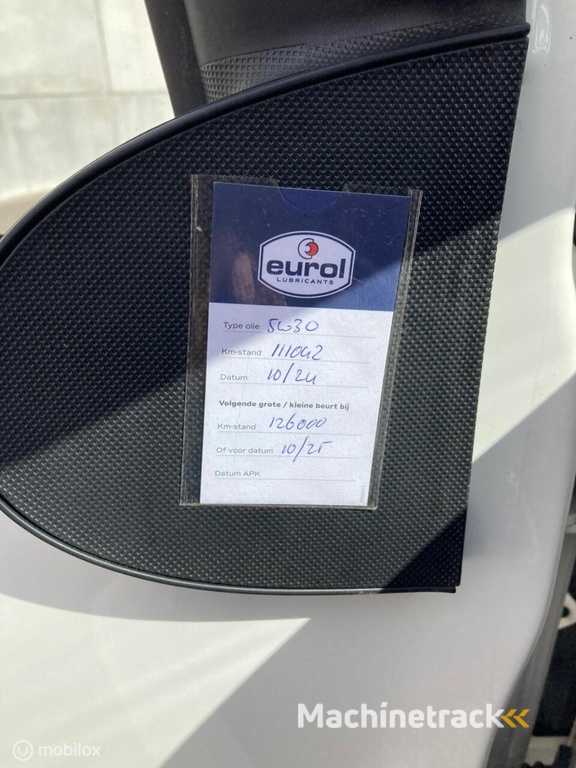 eurol
LUBRICANTS
Type olie 5w30
Km-stand 111042
Datum 10/24
Volgende grote / kleine beurt bij
Km-stand 126000
Of voor datum 10/25
Datum APK
Machinetrack
mobilox